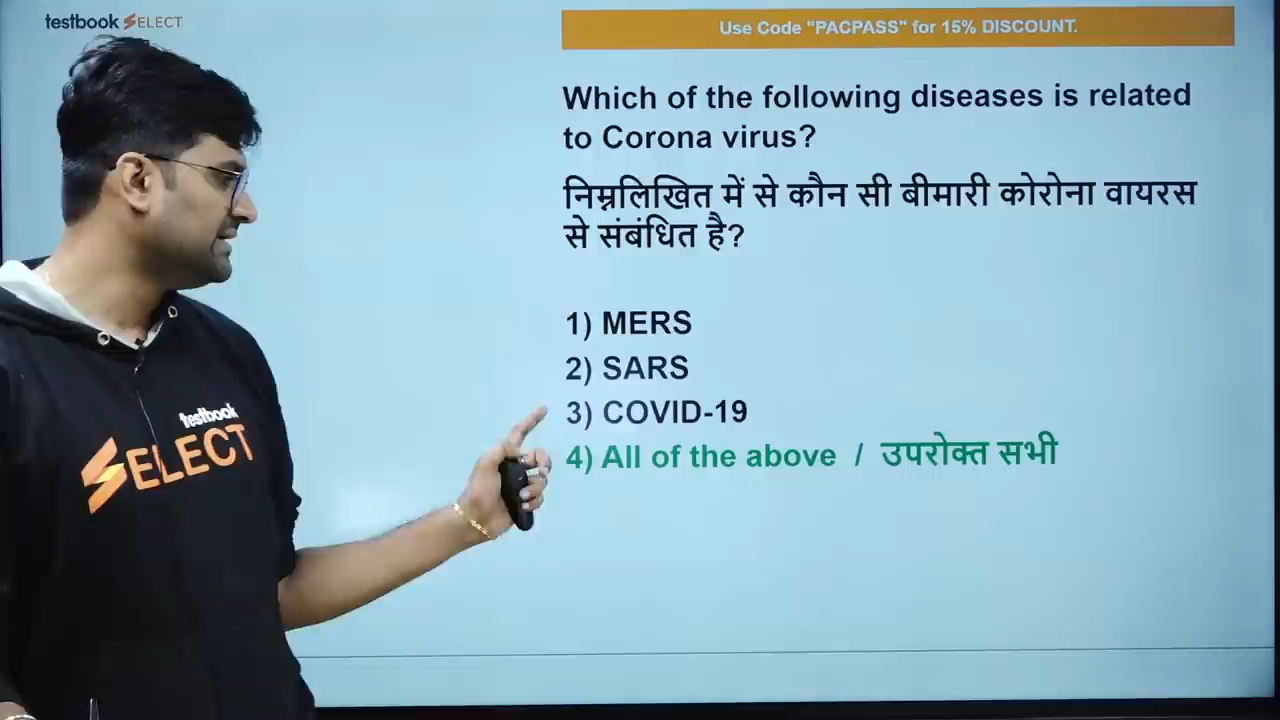 testbook SELECT
Use Code "PACPASS" for 15% DISCOUNT.
Which of the following diseases is related
to Corona virus?
निम्नलिखित में से कौन सी बीमारी कोरोना वायरस
से संबंधित है?
1) MERS
2) SARS
3) COVID-19
4) All of the above / उपरोक्त सभी
testbook
SELECT